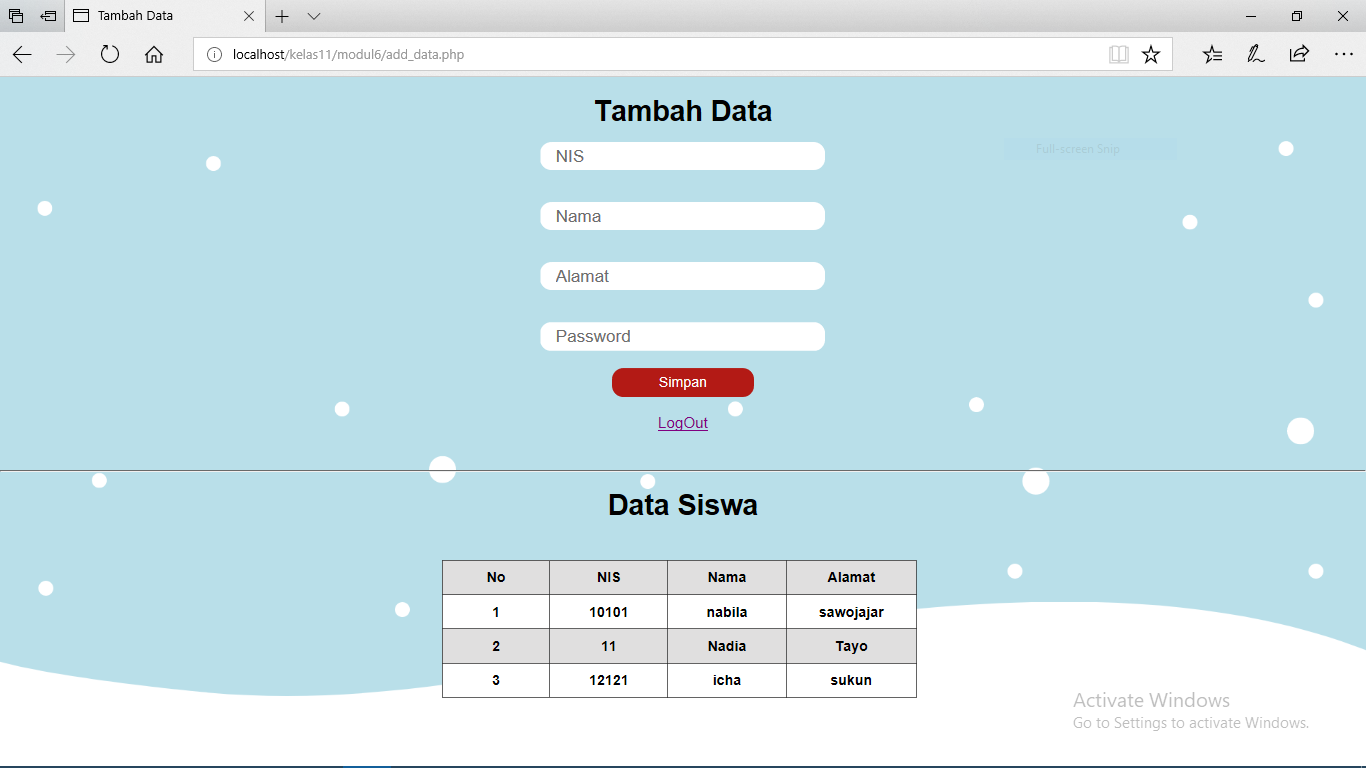 Tambah Data
localhost/kelas11/modul6/add_data.php
Tambah Data
NIS
Full-screen Snip
Nama
Alamat
Password
Simpan
LogOut
Data Siswa
No NIS Nama Alamat
1 10101 nabila sawojajar
2 11 Nadia Tayo
3 12121 icha sukun
Activate Windows
Go to Settings to activate Windows.